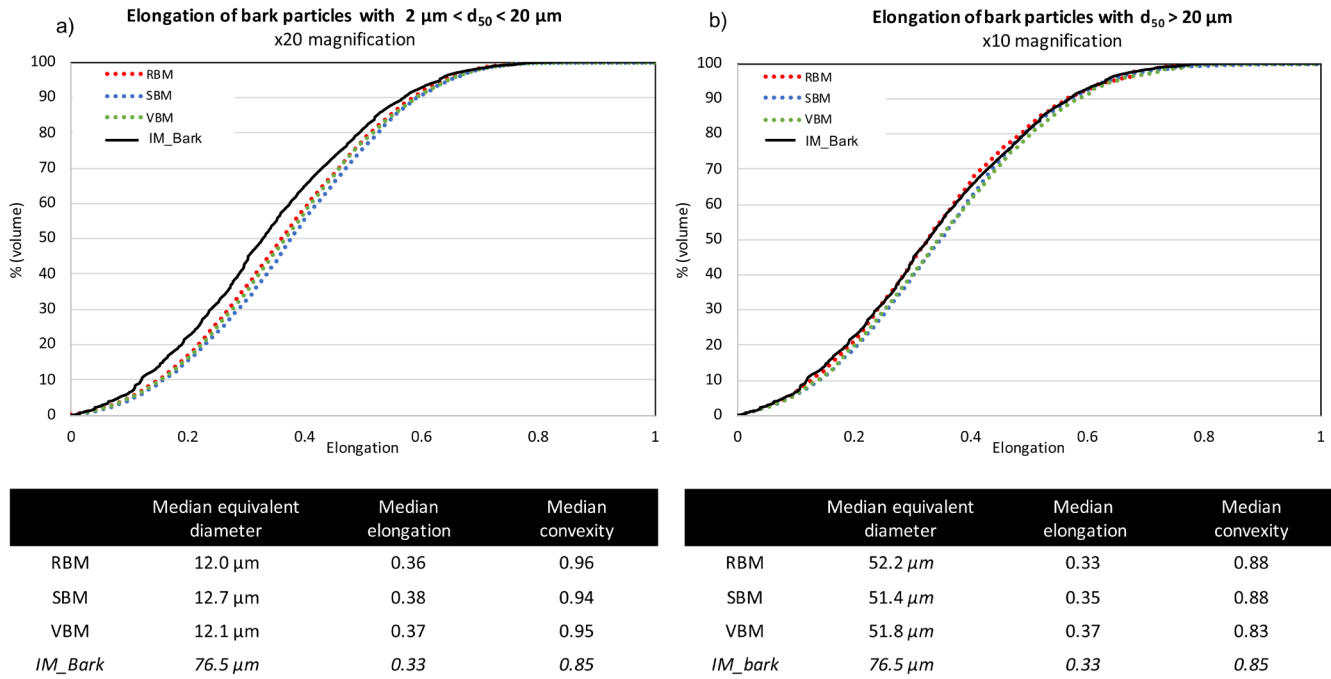 a)
Elongation of bark particles with 2 µm < d50 < 20 µm
x20 magnification
100
90
80
70
60
50
40
30
20
10
0
% (volume)
RBM
SBM
VBM
IM_Bark
0 0.2 0.4 0.6 0.8 1
Elongation
b)
Elongation of bark particles with d50 > 20 µm
x10 magnification
100
90
80
70
60
50
40
30
20
10
0
% (volume)
RBM
SBM
VBM
IM_Bark
0 0.2 0.4 0.6 0.8 1
Elongation
Median equivalent Median Median
diameter elongation convexity
RBM 12.0 µm 0.36 0.96
SBM 12.7 µm 0.38 0.94
VBM 12.1 µm 0.37 0.95
IM_Bark 76.5 µm 0.33 0.85
Median equivalent Median Median
diameter elongation convexity
RBM 52.2 µm 0.33 0.88
SBM 51.4 µm 0.35 0.88
VBM 51.8 µm 0.37 0.83
IM_bark 76.5 µm 0.33 0.85